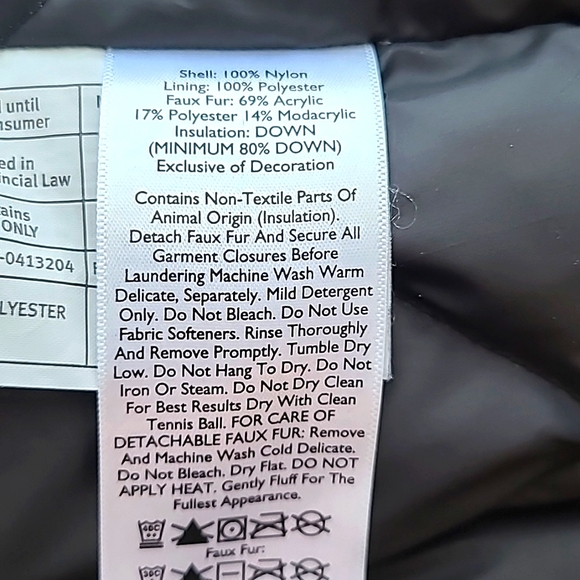 until
nsumer
ed in
ncial Law
ains
ONLY
-0413204
LYESTER
Shell: 100% Nylon
Lining: 100% Polyester
Faux Fur: 69% Acrylic
17% Polyester 14% Modacrylic
Insulation: DOWN
(MINIMUM 80% DOWN)
Exclusive of Decoration
Contains Non-Textile Parts Of
Animal Origin (Insulation).
Detach Faux Fur And Secure All
Garment Closures Before
Laundering Machine Wash Warm
Delicate, Separately. Mild Detergent
Only. Do Not Bleach. Do Not Use
Fabric Softeners. Rinse Thoroughly
And Remove Promptly. Tumble Dry
Low. Do Not Hang To Dry. Do Not
Iron Or Steam. Do Not Dry Clean
For Best Results Dry With Clean
Tennis Ball. FOR CARE OF
DETACHABLE FAUX FUR: Remove
And Machine Wash Cold Delicate.
Do Not Bleach. Dry Flat. DO NOT
APPLY HEAT. Gently Fluff For The
Fullest Appearance.
40C
Faux Fur:
30C